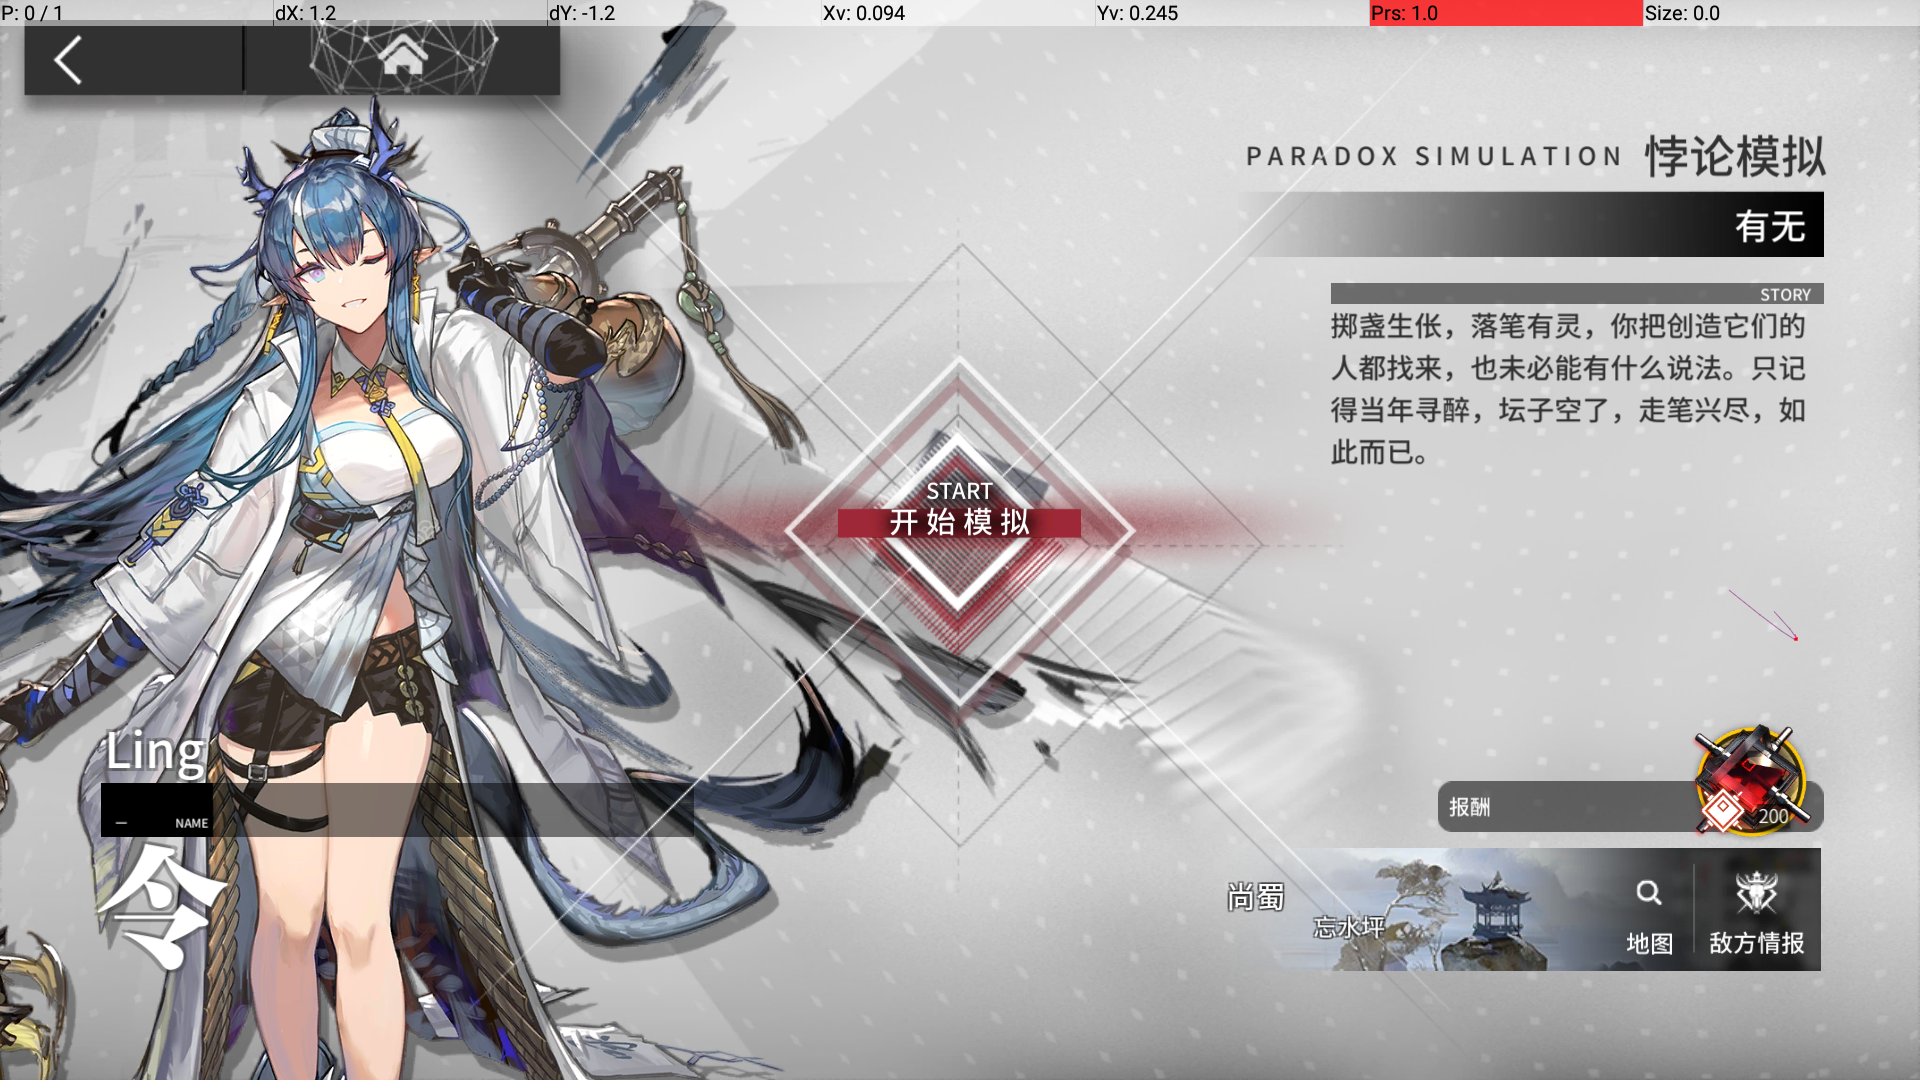 P: 0 / 1
dX: 1.2
dY: -1.2
Xv: 0.094
Yv: 0.245
Prs: 1.0
Size: 0.0
PARADOX SIMULATION 悖论模拟
有无
STORY
掷盏生伥，落笔有灵，你把创造它们的
人都找来，也未必能有什么说法。只记
得当年寻醉，坛子空了，走笔兴尽，如
此而已。
START
开始模拟
Ling
NAME
令
报酬
200
尚蜀
忘水坪
地图
敌方情报